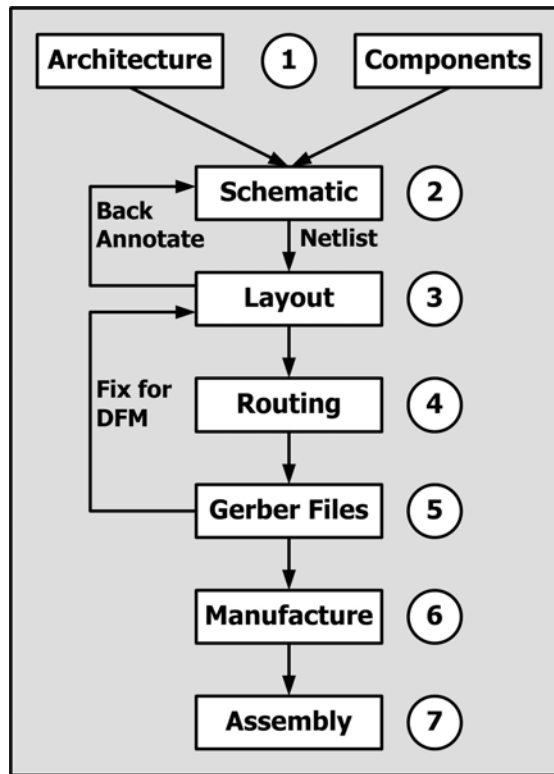 Architecture
1
Components
Schematic
2
Back
Annotate
Netlist
Layout
3
Fix for
DFM
Routing
4
Gerber Files
5
Manufacture
6
Assembly
7